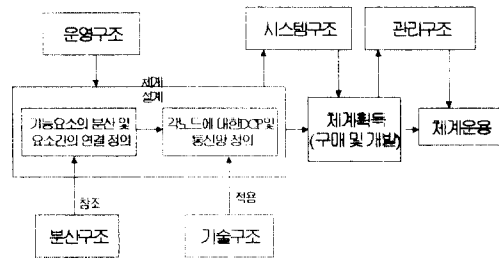 운영구조
시스템구조
관리구조
체계
설계
기능요소의 분산 및
요소간의 연결 정의
각노드에 대한DCP및
통신망 정의
체계획득
(구매 및 개발)
체계운용
참조
적용
분산구조
기술구조